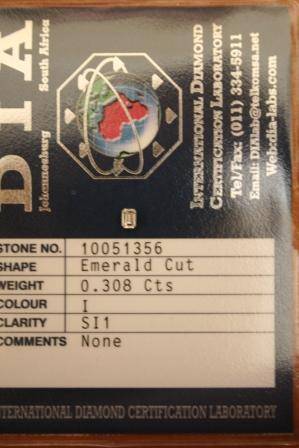 DIA
Johannesburg South Africa
INTERNATIONAL DIAMOND
CERTIFICATION LABORATORY
Tel/Fax: (011) 334-5911
Email: DIAlab@telkomsa.net
Web:dia-labs.com
STONE NO. 10051356
SHAPE Emerald Cut
WEIGHT 0.308 Cts
COLOUR I
CLARITY SI1
COMMENTS None
INTERNATIONAL DIAMOND CERTIFICATION LABORATORY